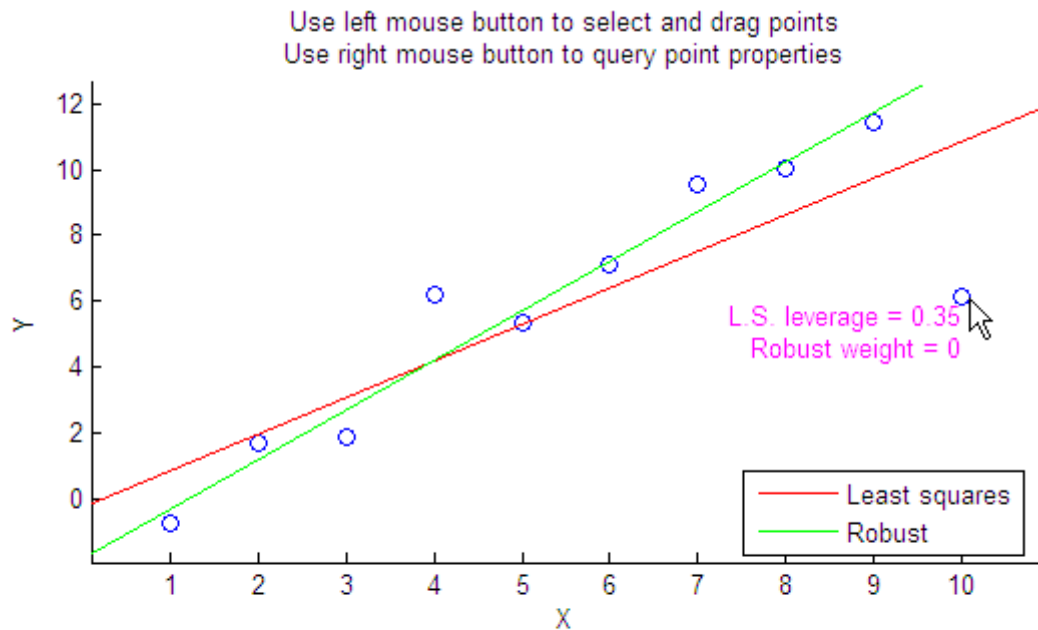 Use left mouse button to select and drag points
Use right mouse button to query point properties
12
10
8
6
4
2
0
Y
L.S. leverage = 0.35
Robust weight = 0
Least squares
Robust
1 2 3 4 5 6 7 8 9 10
X